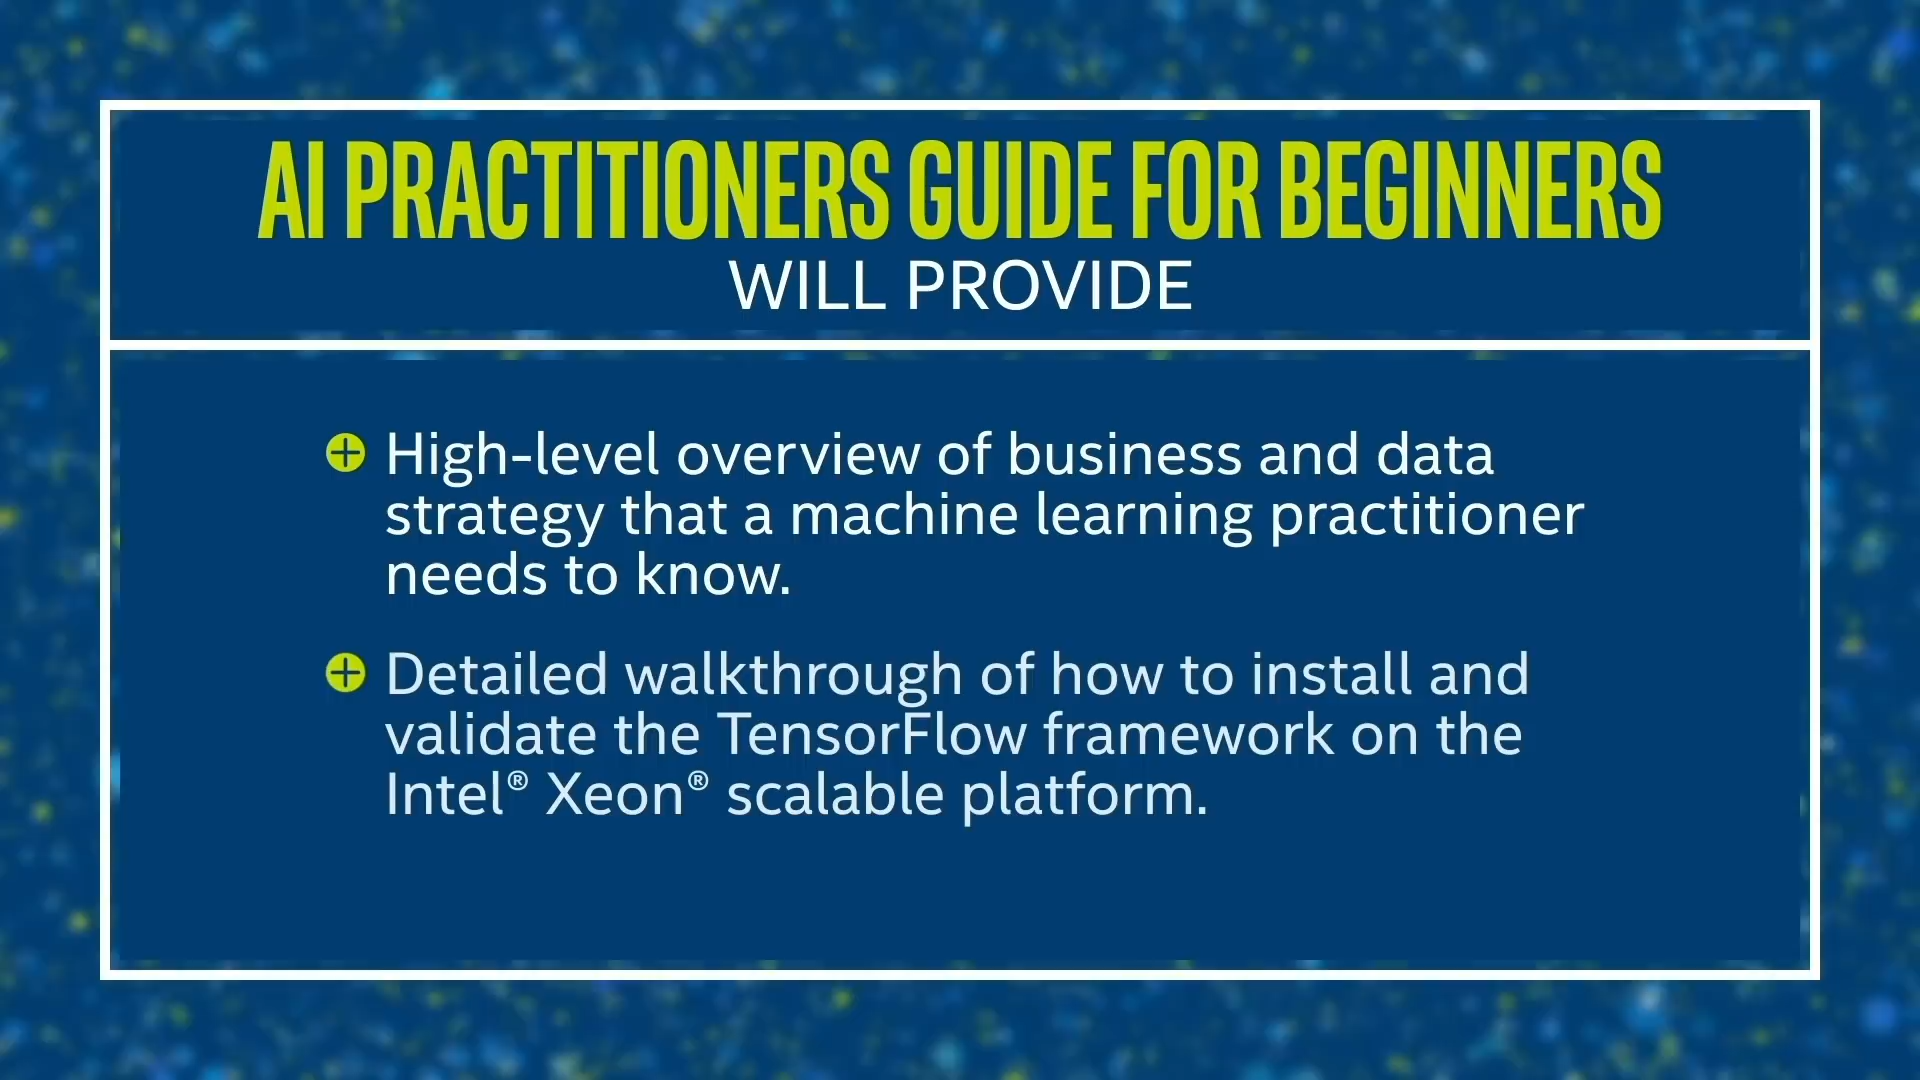 AI PRACTITIONERS GUIDE FOR BEGINNERS
WILL PROVIDE
High-level overview of business and data
strategy that a machine learning practitioner
needs to know.
Detailed walkthrough of how to install and
validate the TensorFlow framework on the
Intel® Xeon® scalable platform.